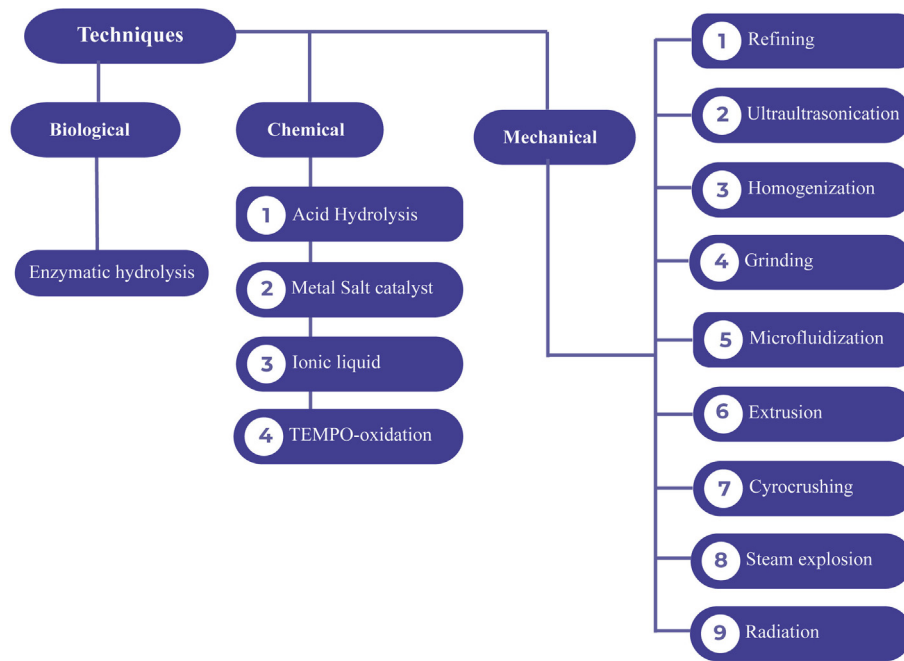 Techniques
Biological
Enzymatic hydrolysis
Chemical
1 Acid Hydrolysis
2 Metal Salt catalyst
3 Ionic liquid
4 TEMPO-oxidation
Mechanical
1 Refining
2 Ultraultrasonication
3 Homogenization
4 Grinding
5 Microfluidization
6 Extrusion
7 Cyrocrushing
8 Steam explosion
9 Radiation